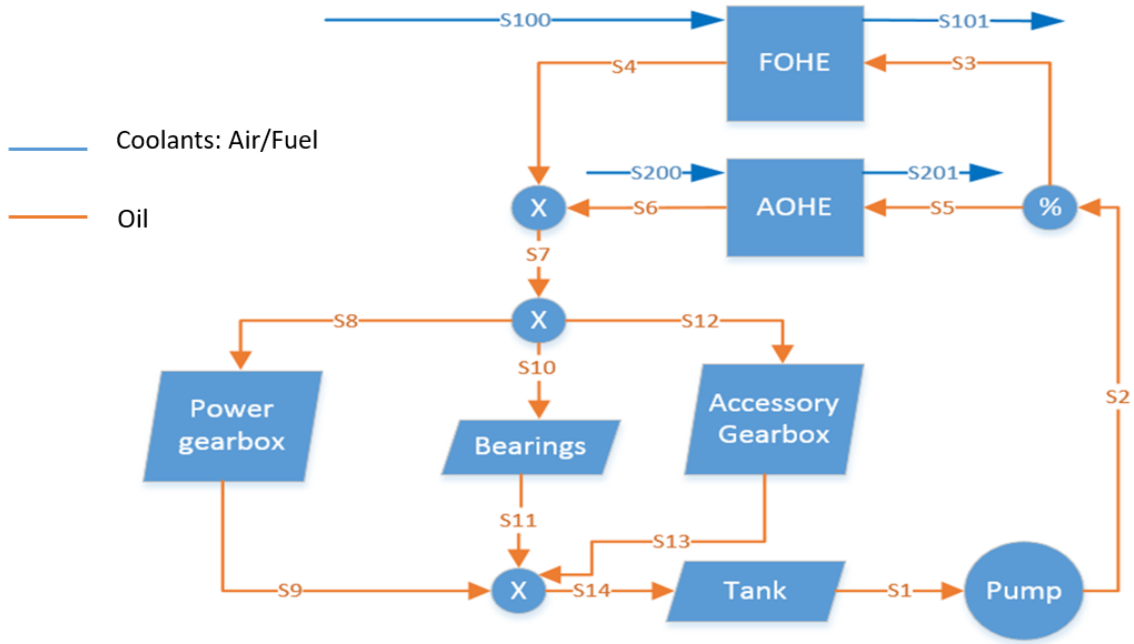 S100
S101
FOHE
S4
S3
Coolants: Air/Fuel
S200
S201
AOHE
Oil
X
S6
S5
%
S7
S8
X
S12
S10
S2
Power
gearbox
Bearings
Accessory
Gearbox
S11
S13
S9
X
S14
Tank
S1
Pump